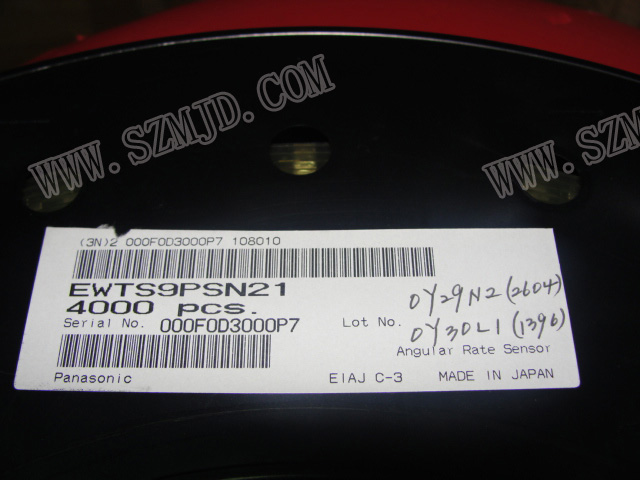 WWW.SZMJD.COM
WWW.SZM
(3N)2 000F0D3000P7 108010
EWTS9PSN21
4000 pcs.
Serial No. 000F0D3000P7
Lot No. 0Y29N2(2604)
0Y30L1(1396)
Angular Rate Sensor
Panasonic EIAJ C-3 MADE IN JAPAN